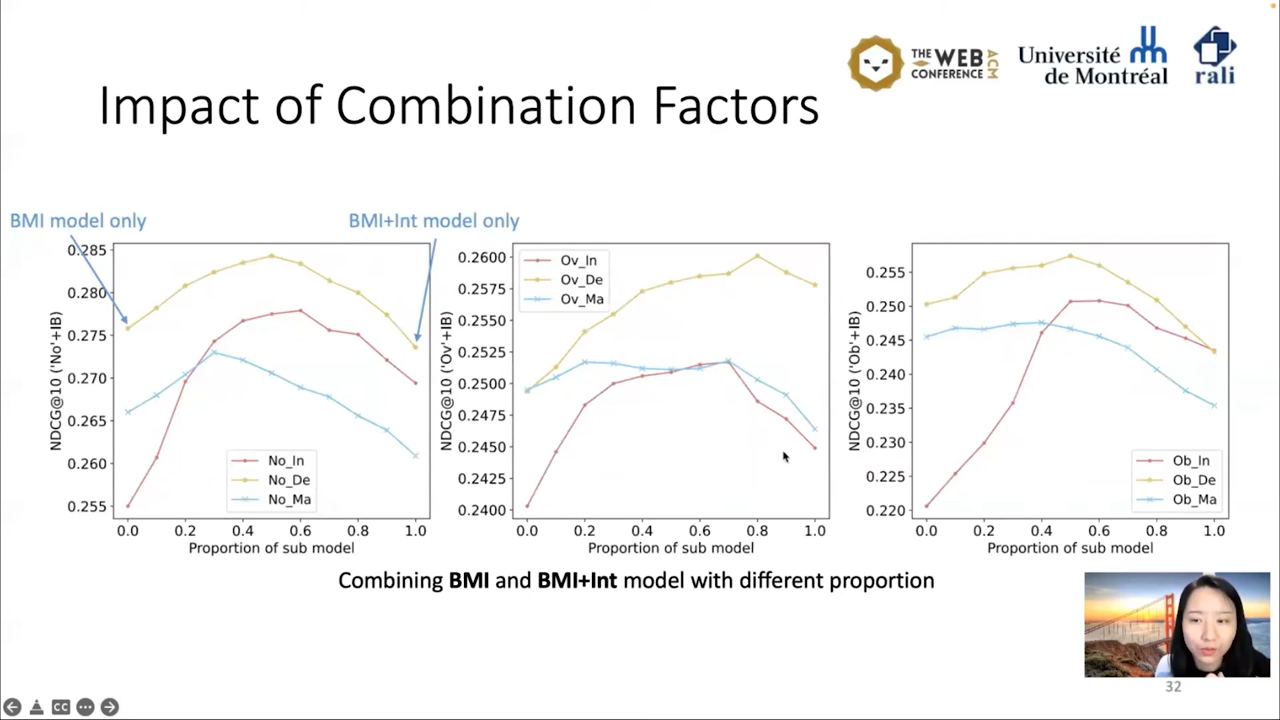 THE WEB CONFERENCE ACM
Université de Montréal
rali
Impact of Combination Factors
BMI model only
BMI+Int model only
NDCG@10 ('No'+IB)
0.285
0.280
0.275
0.270
0.265
0.260
0.255
No_In
No_De
No_Ma
0.0 0.2 0.4 0.6 0.8 1.0
Proportion of sub model
NDCG@10 ('Ov'+IB)
0.2600
0.2575
0.2550
0.2525
0.2500
0.2475
0.2450
0.2425
0.2400
Ov_In
Ov_De
Ov_Ma
0.0 0.2 0.4 0.6 0.8 1.0
Proportion of sub model
NDCG@10 ('Ob'+IB)
0.255
0.250
0.245
0.240
0.235
0.230
0.225
0.220
Ob_In
Ob_De
Ob_Ma
0.0 0.2 0.4 0.6 0.8 1.0
Proportion of sub model
Combining BMI and BMI+Int model with different proportion
32
CC